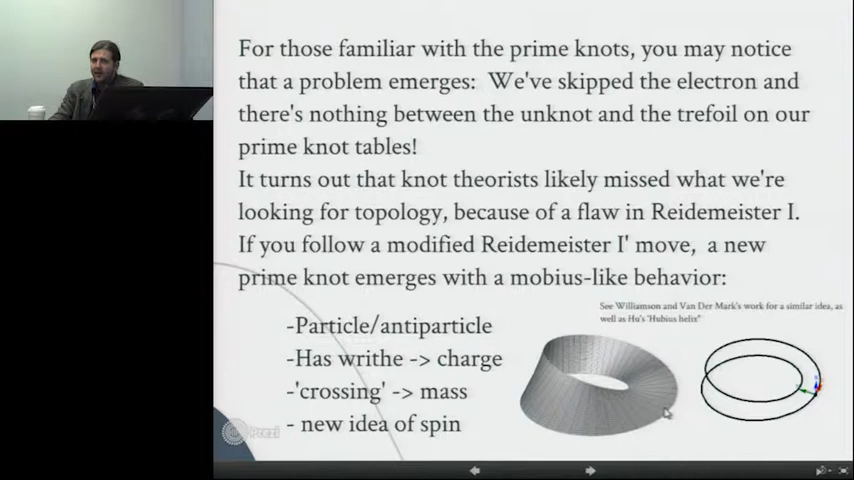 For those familiar with the prime knots, you may notice
that a problem emerges: We've skipped the electron and
there's nothing between the unknot and the trefoil on our
prime knot tables!
It turns out that knot theorists likely missed what we're
looking for topology, because of a flaw in Reidemeister I.
If you follow a modified Reidemeister I' move, a new
prime knot emerges with a mobius-like behavior:
See Williamson and Van Der Mark's work for a similar idea, as
well as Hu's "Hubius helix"
-Particle/antiparticle
-Has writhe -> charge
-'crossing' -> mass
- new idea of spin
Prezi